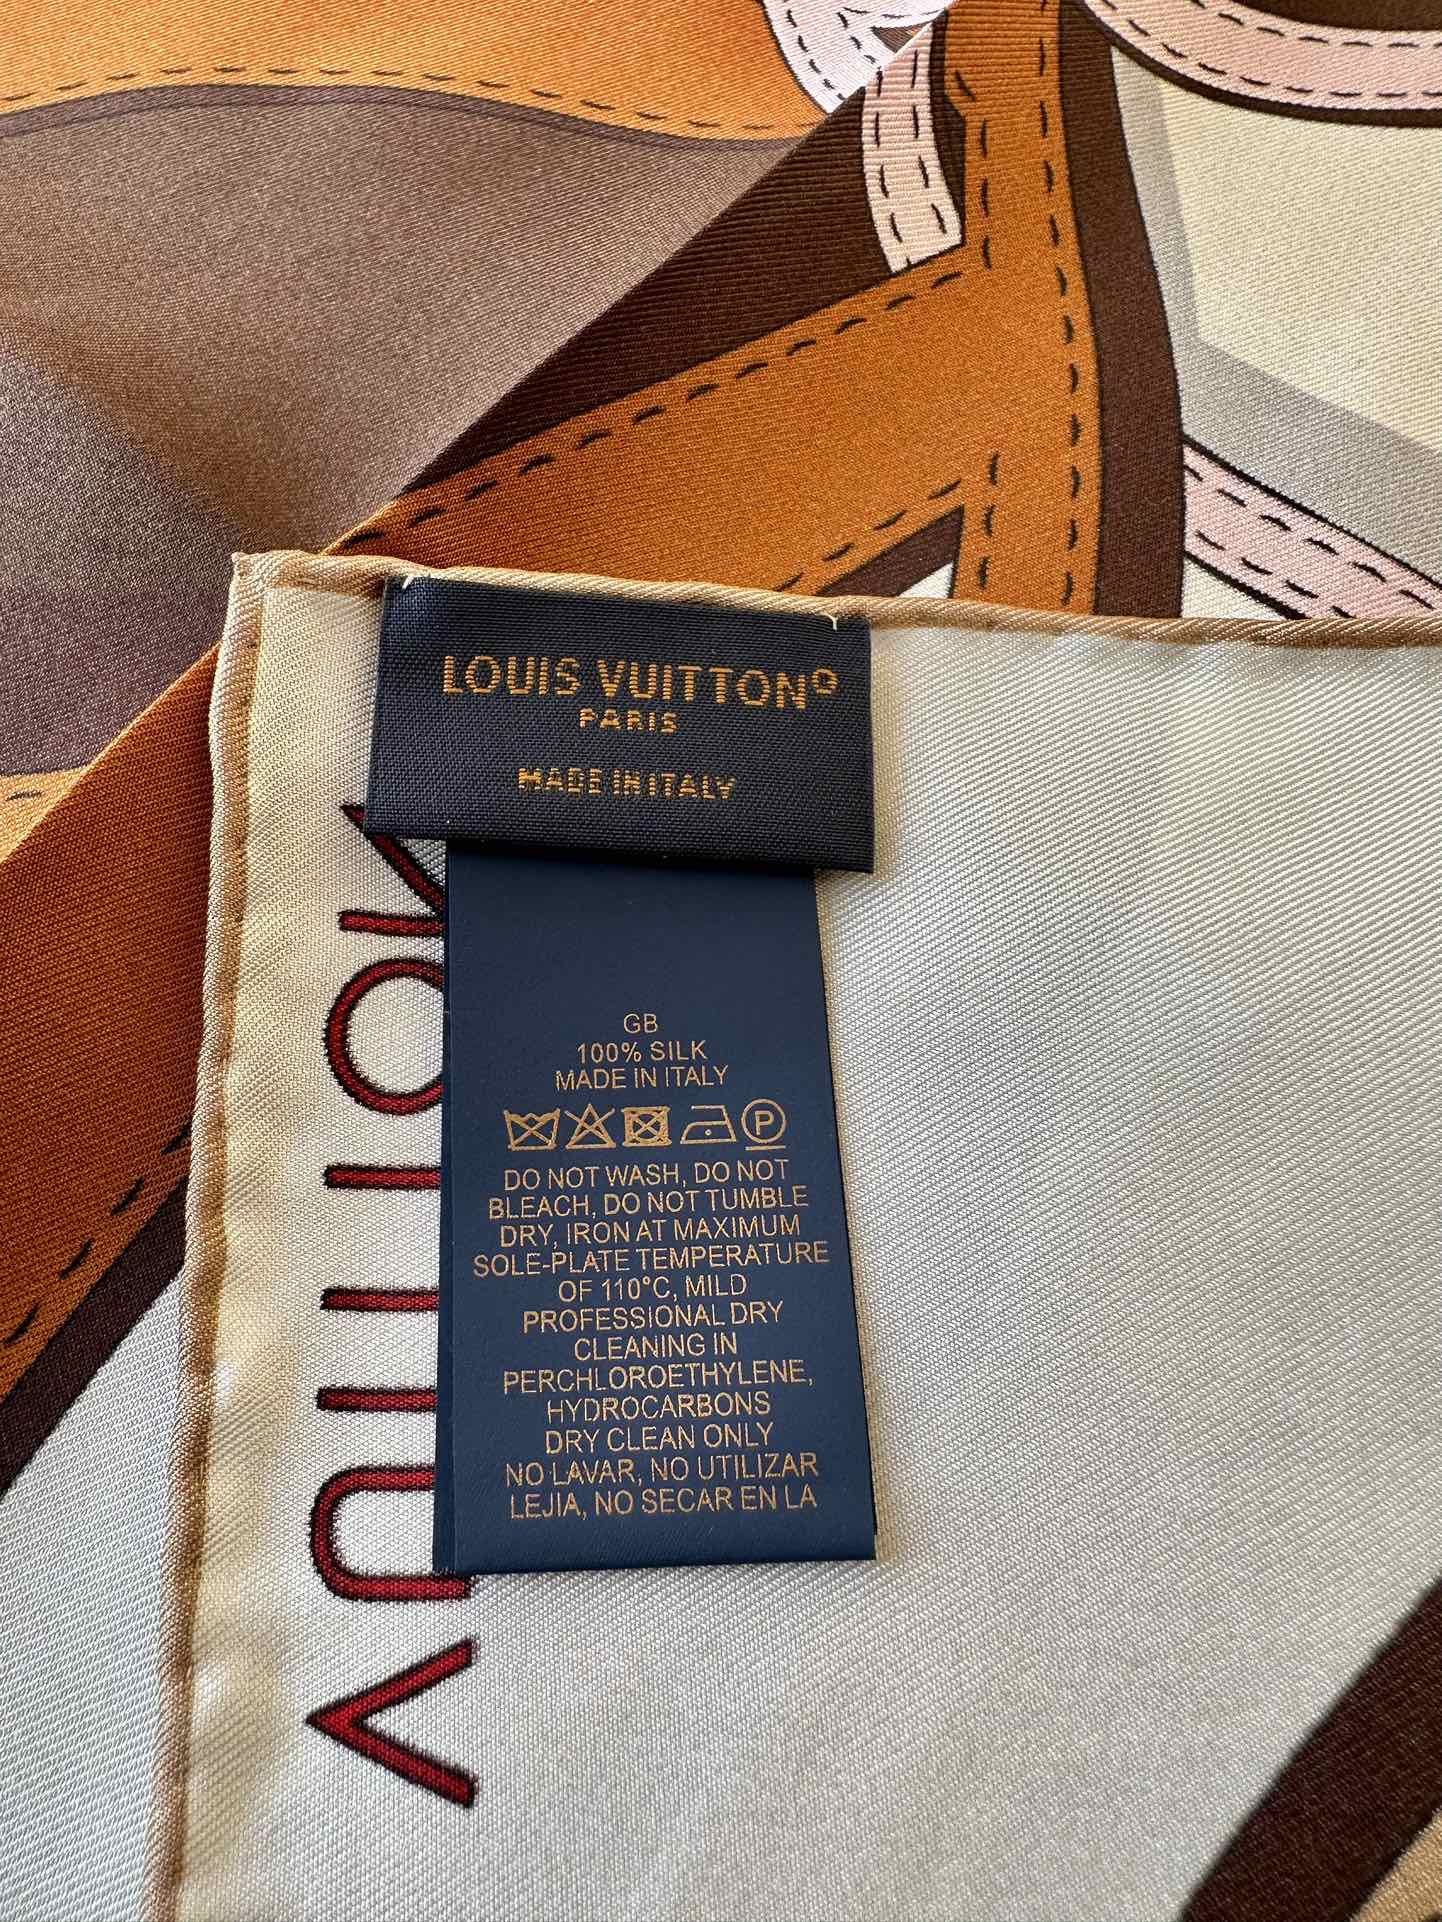 LOUIS VUITTON
PARIS
MADE IN ITALY
GB
100% SILK
MADE IN ITALY
P
DO NOT WASH, DO NOT
BLEACH, DO NOT TUMBLE
DRY, IRON AT MAXIMUM
SOLE-PLATE TEMPERATURE
OF 110°C, MILD
PROFESSIONAL DRY
CLEANING IN
PERCHLOROETHYLENE,
HYDROCARBONS
DRY CLEAN ONLY
NO LAVAR, NO UTILIZAR
LEJIA, NO SECAR EN LA